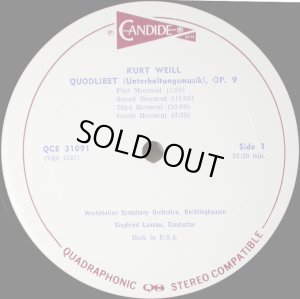 CANDIDE
KURT WEILL
QUODLIBET (Unterhaltungsmusik), OP. 9
First Movement
Second Movement
Third Movement
Fourth Movement
QCE 31091
Side 1
SOLD OUT
Westphalian Symphony Orchestra, Recklinghausen
Siegfried Landau, Conductor
Made in U.S.A.
QUADRAPHONIC QS STEREO COMPATIBLE